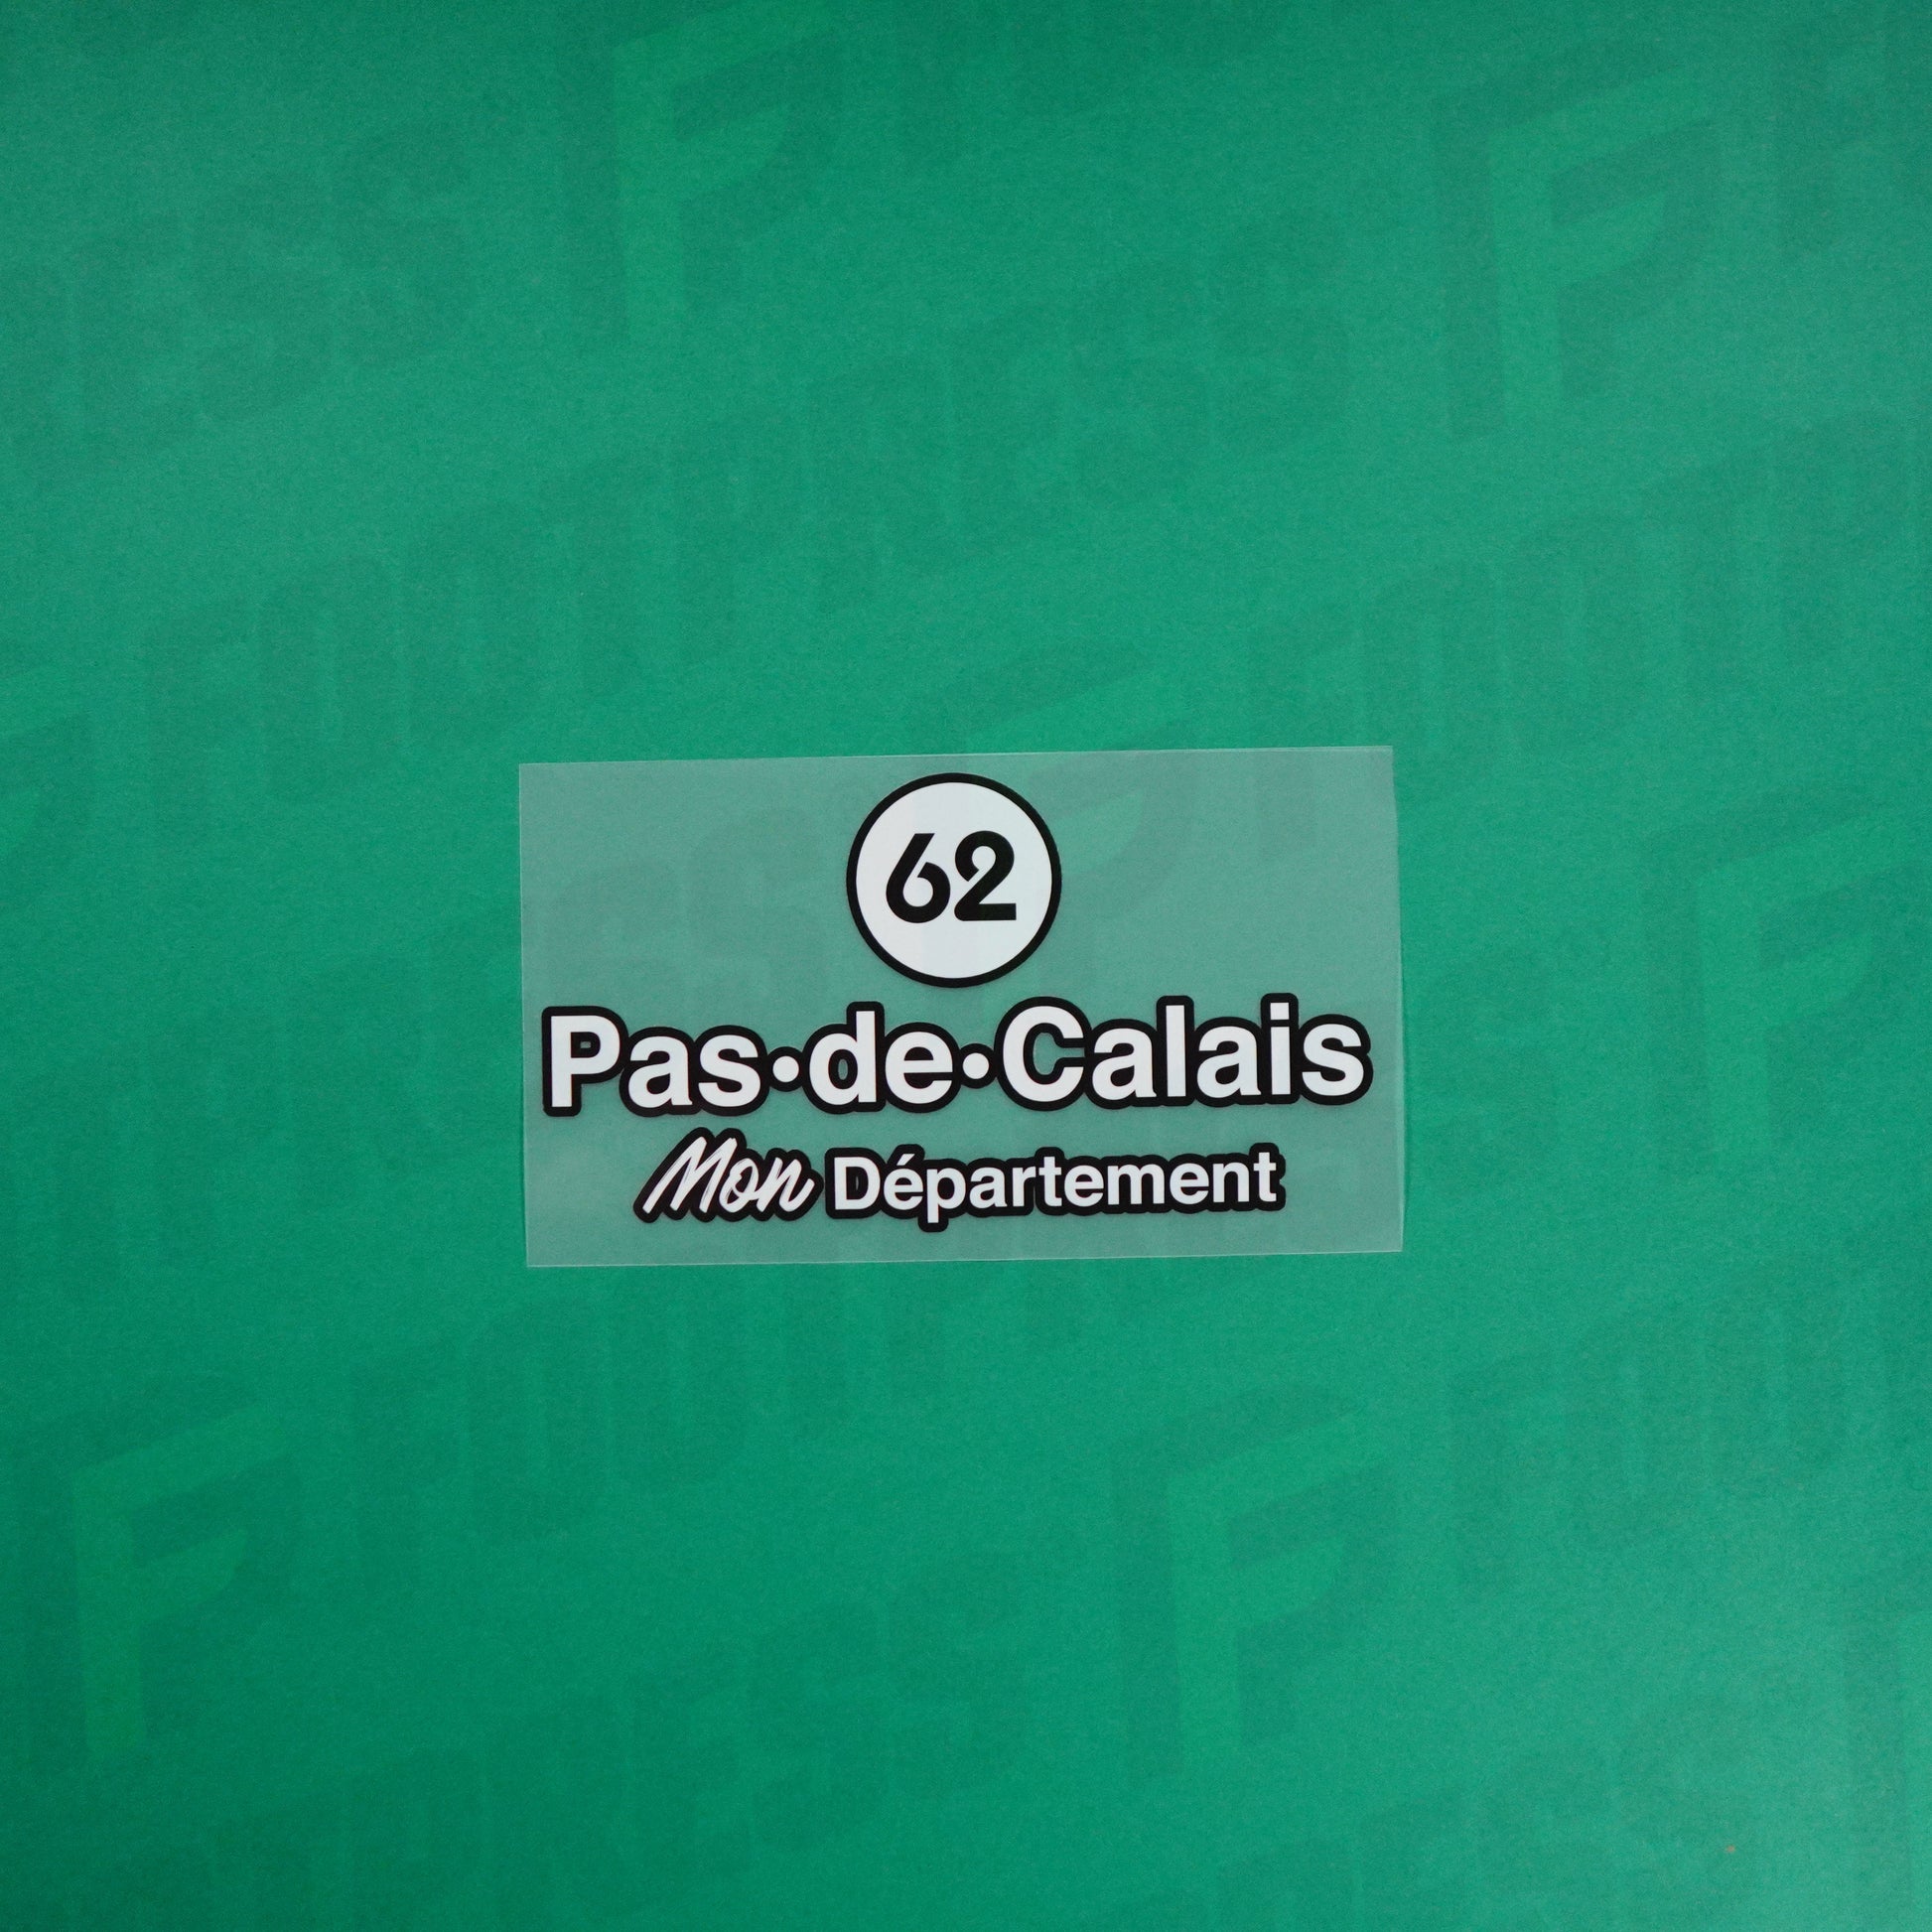 62
Pas•de•Calais
Mon Département